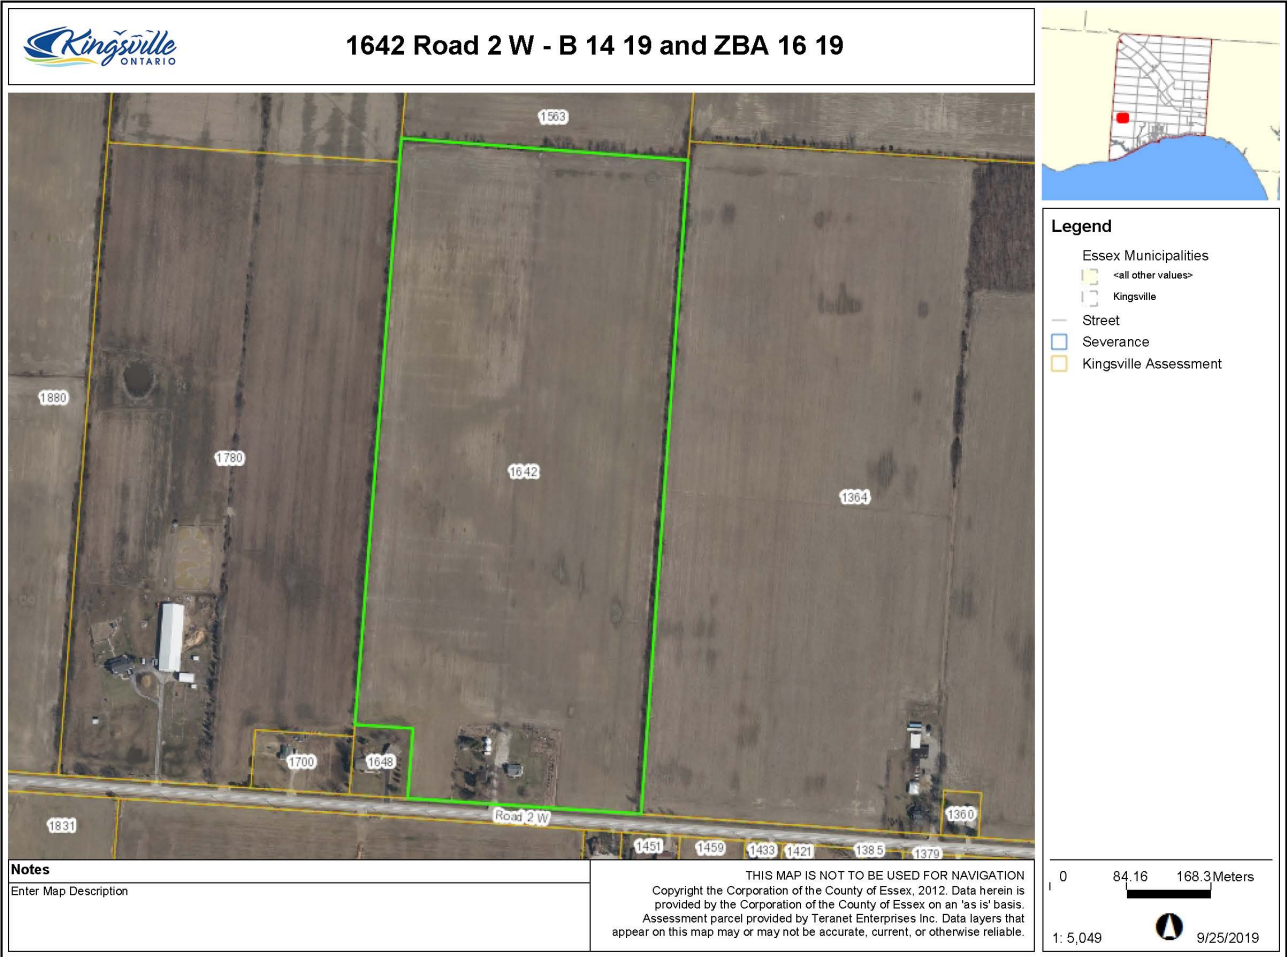 Kingsville
ONTARIO
1642 Road 2 W - B 14 19 and ZBA 16 19
1563
1880
1780
1642
1364
1700
1648
Road 2 W
1360
1831
1451
1459
1433
1421
1385
1379
Legend
Essex Municipalities
<all other values>
Kingsville
Street
Severance
Kingsville Assessment
Notes
Enter Map Description
THIS MAP IS NOT TO BE USED FOR NAVIGATION
Copyright the Corporation of the County of Essex, 2012. Data herein is
provided by the Corporation of the County of Essex on an 'as is' basis.
Assessment parcel provided by Teranet Enterprises Inc. Data layers that
appear on this map may or may not be accurate, current, or otherwise reliable.
0 84.16 168.3 Meters
1: 5,049
9/25/2019